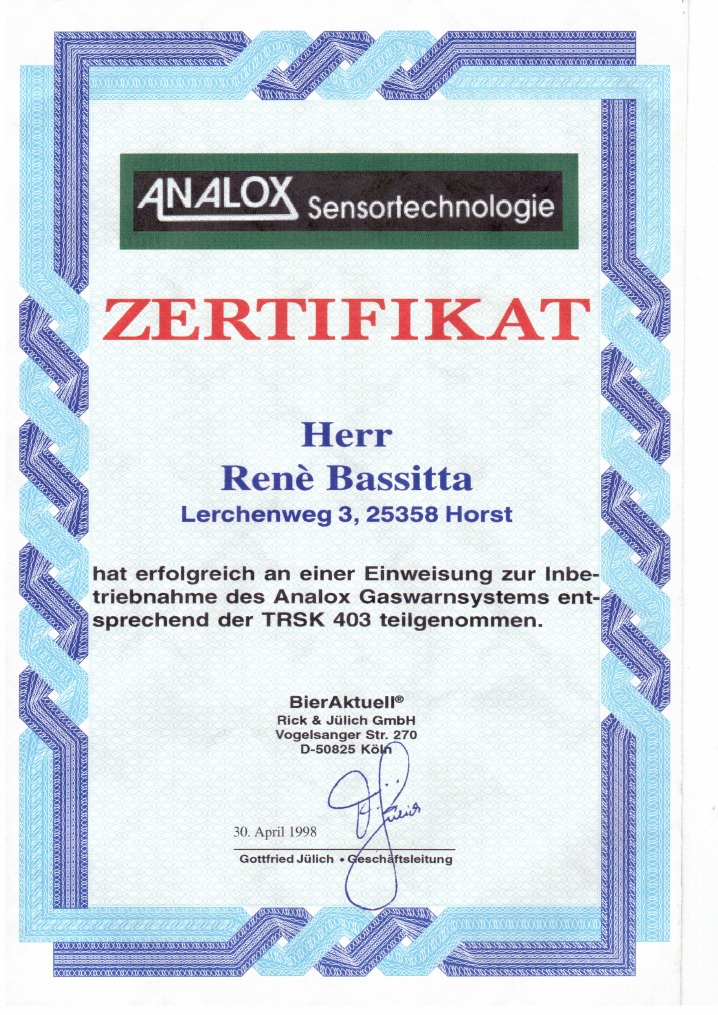 ANALOX Sensortechnologie
ZERTIFIKAT
Herr
Renè Bassitta
Lerchenweg 3, 25358 Horst
hat erfolgreich an einer Einweisung zur Inbe-
triebnahme des Analox Gaswarnsystems ent-
sprechend der TRSK 403 teilgenommen.
BierAktuell®
Rick & Jülich GmbH
Vogelsanger Str. 270
D-50825 Köln
G. Jülich
30. April 1998
Gottfried Jülich • Geschäftsleitung